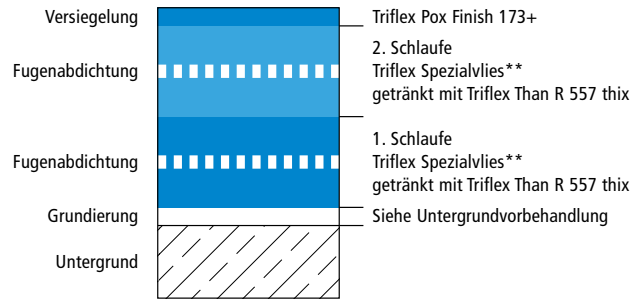 Versiegelung
Triflex Pox Finish 173+
Fugenabdichtung
2. Schlaufe
Triflex Spezialvlies**
getränkt mit Triflex Than R 557 thix
Fugenabdichtung
1. Schlaufe
Triflex Spezialvlies**
getränkt mit Triflex Than R 557 thix
Grundierung
Siehe Untergrundvorbehandlung
Untergrund